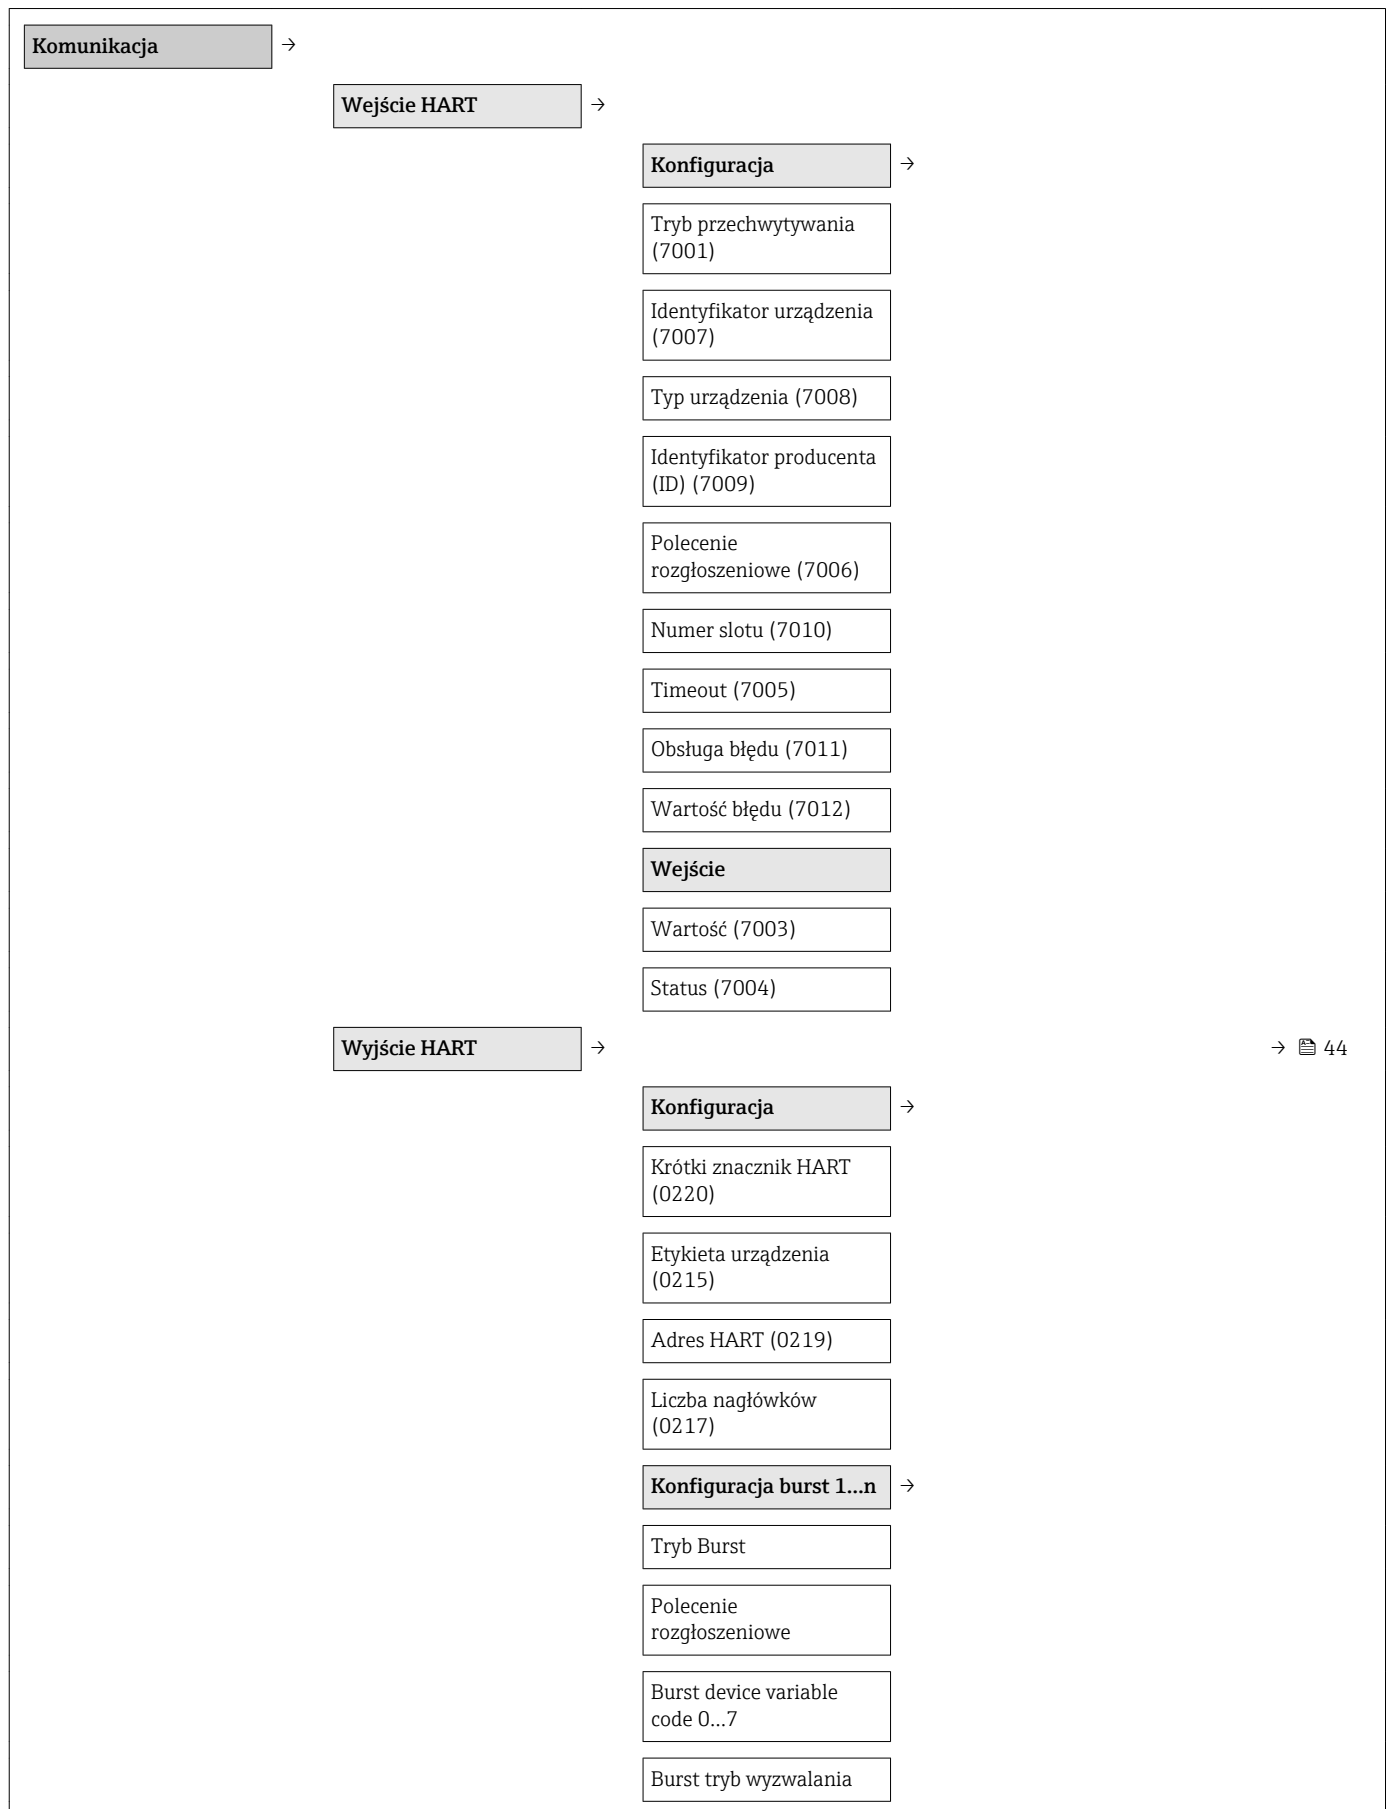 Komunikacja →
Wejście HART →
Konfiguracja →
Tryb przechwytywania
(7001)
Identyfikator urządzenia
(7007)
Typ urządzenia (7008)
Identyfikator producenta
(ID) (7009)
Polecenie
rozgłoszeniowe (7006)
Numer slotu (7010)
Timeout (7005)
Obsługa błędu (7011)
Wartość błędu (7012)
Wejście
Wartość (7003)
Status (7004)
Wyjście HART → → 44
Konfiguracja →
Krótki znacznik HART
(0220)
Etykieta urządzenia
(0215)
Adres HART (0219)
Liczba nagłówków
(0217)
Konfiguracja burst 1…n →
Tryb Burst
Polecenie
rozgłoszeniowe
Burst device variable
code 0…7
Burst tryb wyzwalania